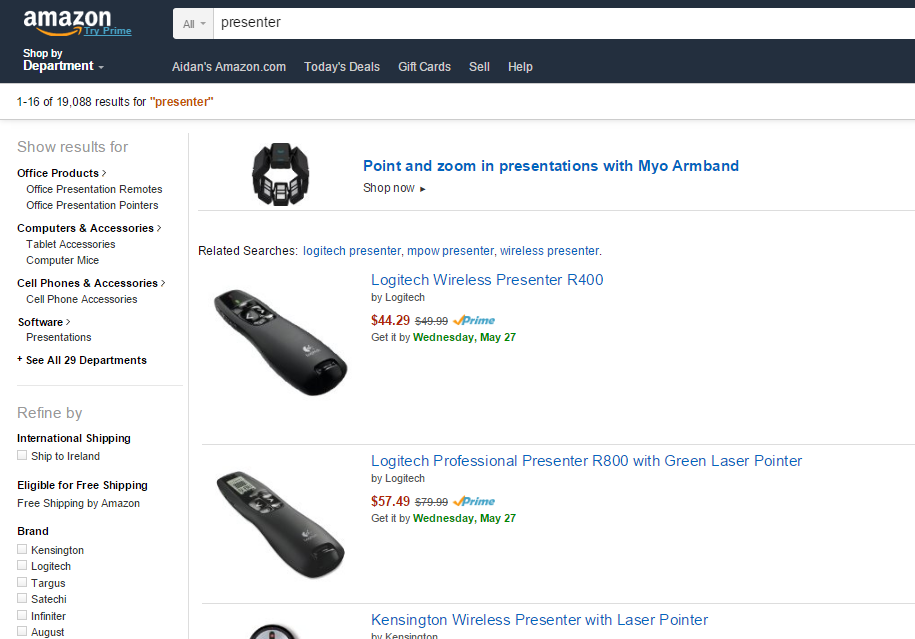 amazon
Try Prime
All
presenter
Shop by
Department
Aidan's Amazon.com
Today's Deals
Gift Cards
Sell
Help
1-16 of 19,088 results for "presenter"
Show results for
Office Products
Office Presentation Remotes
Office Presentation Pointers
Computers & Accessories
Tablet Accessories
Computer Mice
Cell Phones & Accessories
Cell Phone Accessories
Software
Presentations
+ See All 29 Departments
Refine by
International Shipping
Ship to Ireland
Eligible for Free Shipping
Free Shipping by Amazon
Brand
Kensington
Logitech
Targus
Satechi
Infiniter
August
Point and zoom in presentations with Myo Armband
Shop now
Related Searches: logitech presenter, mpow presenter, wireless presenter.
Logitech Wireless Presenter R400
by Logitech
$44.29 $49.99 Prime
Get it by Wednesday, May 27
Logitech Professional Presenter R800 with Green Laser Pointer
by Logitech
$57.49 $79.99 Prime
Get it by Wednesday, May 27
Kensington Wireless Presenter with Laser Pointer
by Kensington